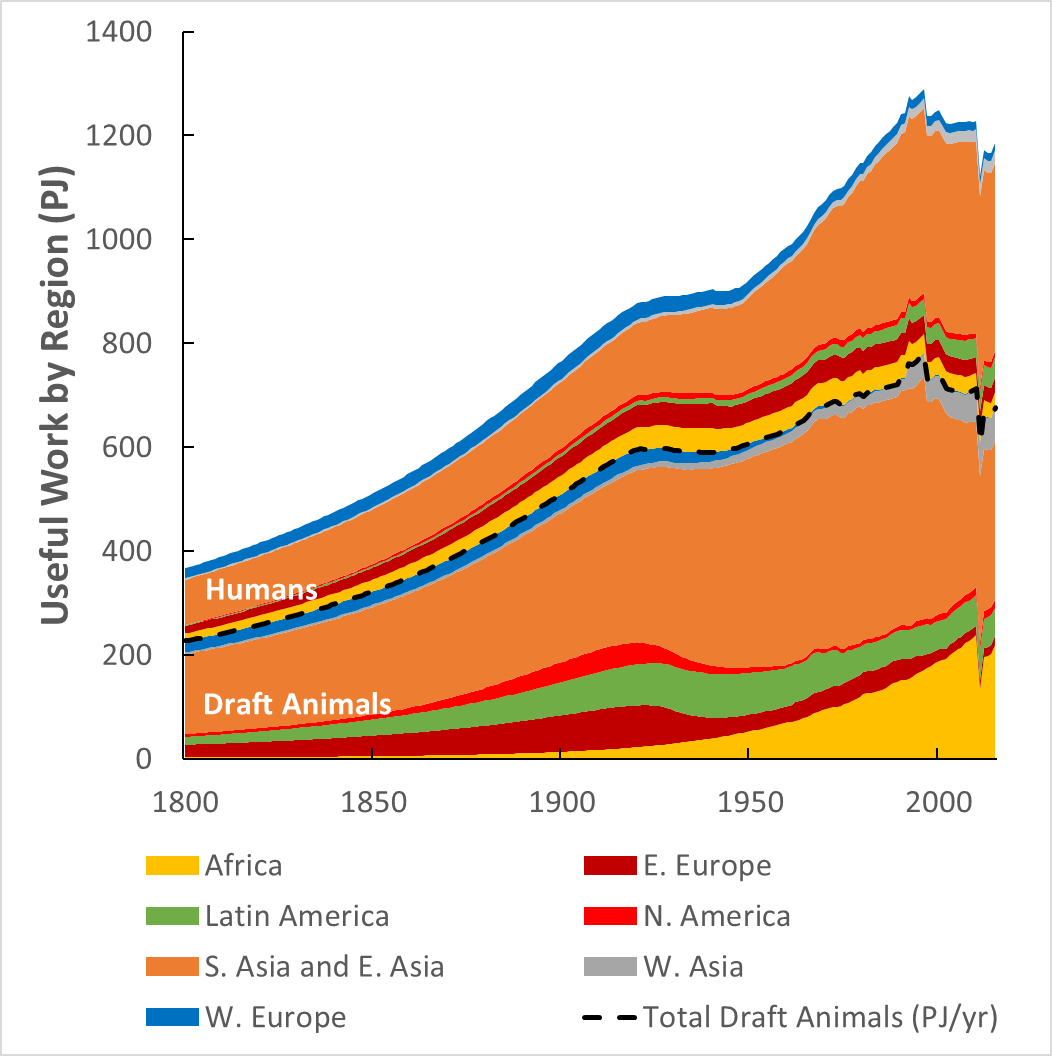 Useful Work by Region (PJ)
1400
1200
1000
800
600
400
200
0
Humans
Draft Animals
1800 1850 1900 1950 2000
Africa E. Europe
Latin America N. America
S. Asia and E. Asia W. Asia
W. Europe Total Draft Animals (PJ/yr)